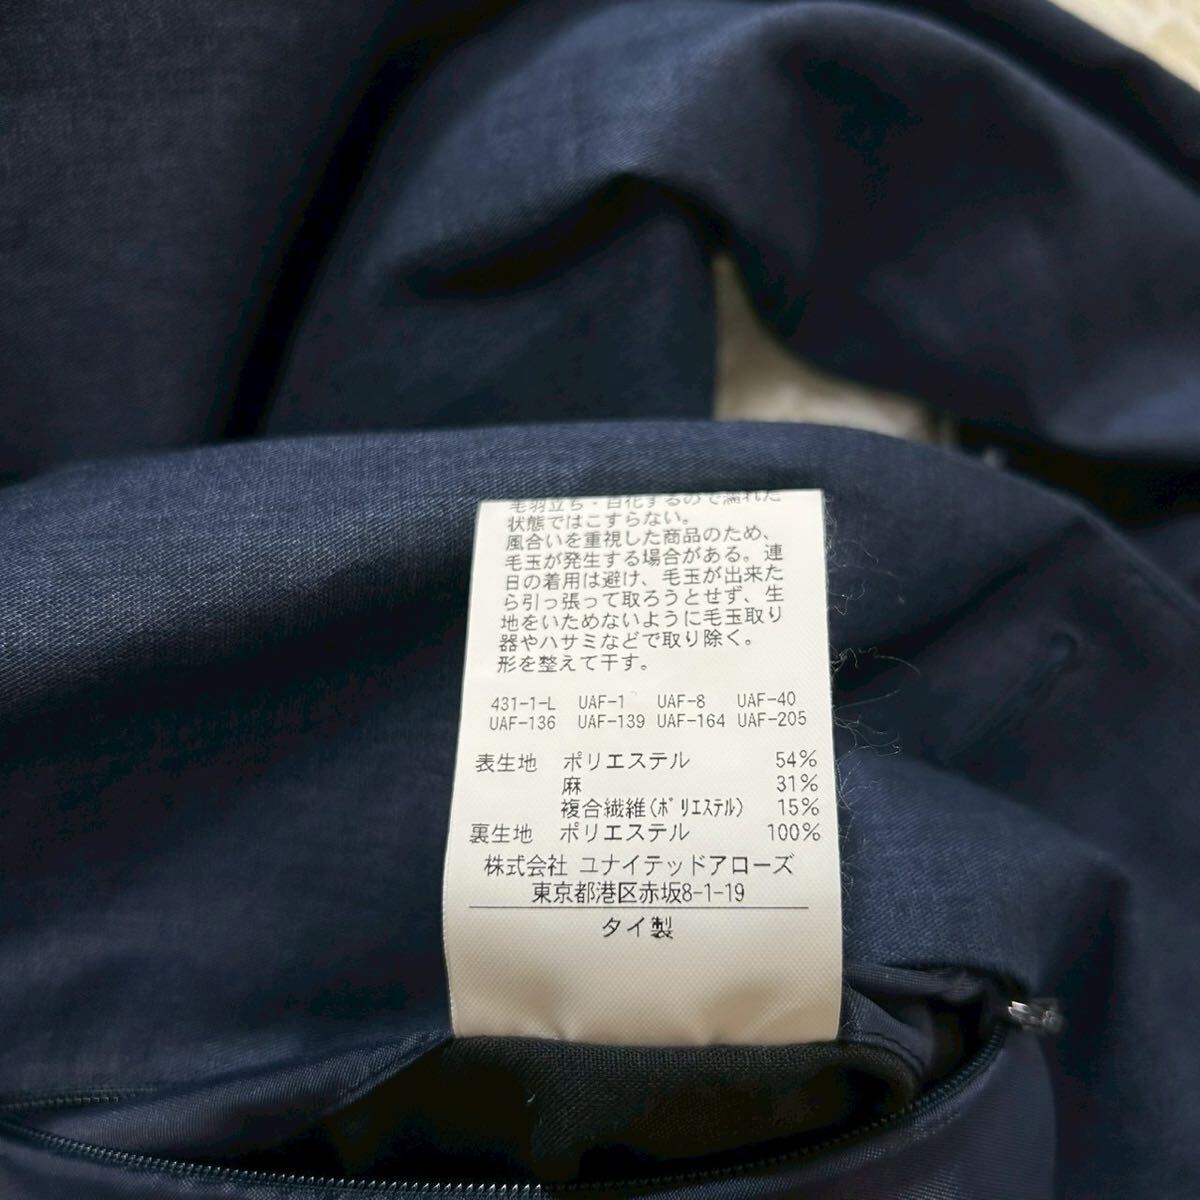 毛羽立ち・白化するので濡れた
状態ではこすらない。
風合いを重視した商品のため、
毛玉が発生する場合がある。連
日の着用は避け、毛玉が出来た
ら引っ張って取ろうとせず、生
地をいためないように毛玉取り
器やハサミなどで取り除く。
形を整えて干す。
431-1-L UAF-1 UAF-8 UAF-40
UAF-136 UAF-139 UAF-164 UAF-205
表生地 ポリエステル 54%
麻 31%
複合繊維(ポリエステル) 15%
裏生地 ポリエステル 100%
株式会社 ユナイテッドアローズ
東京都港区赤坂8-1-19
タイ製